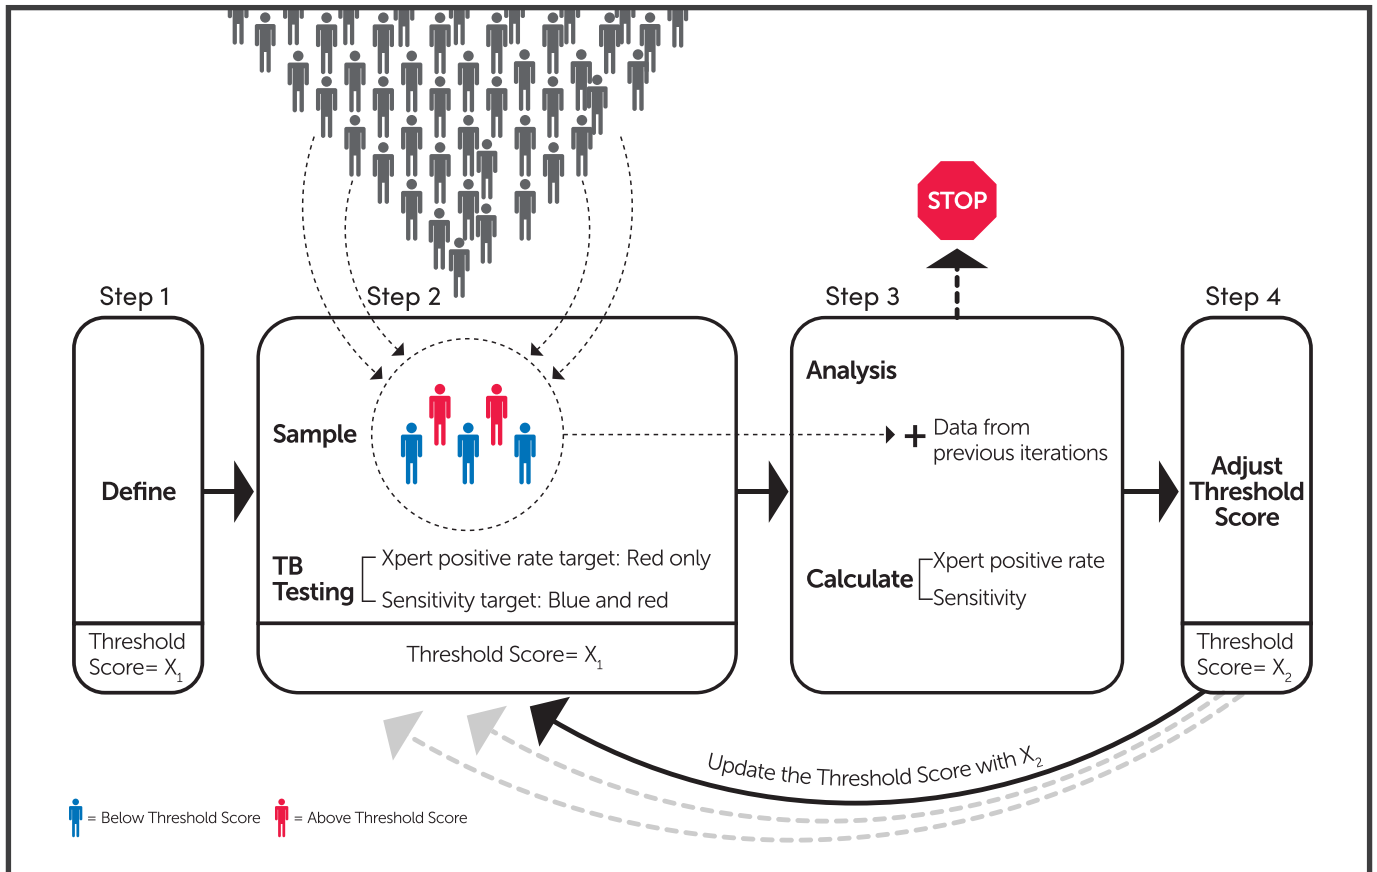 STOP
Step 1
Step 2
Step 3
Step 4
Define
Threshold
Score= X₁
Sample
TB
Testing
Xpert positive rate target: Red only
Sensitivity target: Blue and red
Threshold Score= X₁
Analysis
+ Data from
previous iterations
Calculate
Xpert positive rate
Sensitivity
Adjust
Threshold
Score
Threshold
Score= X₂
Update the Threshold Score with X₂
= Below Threshold Score
= Above Threshold Score